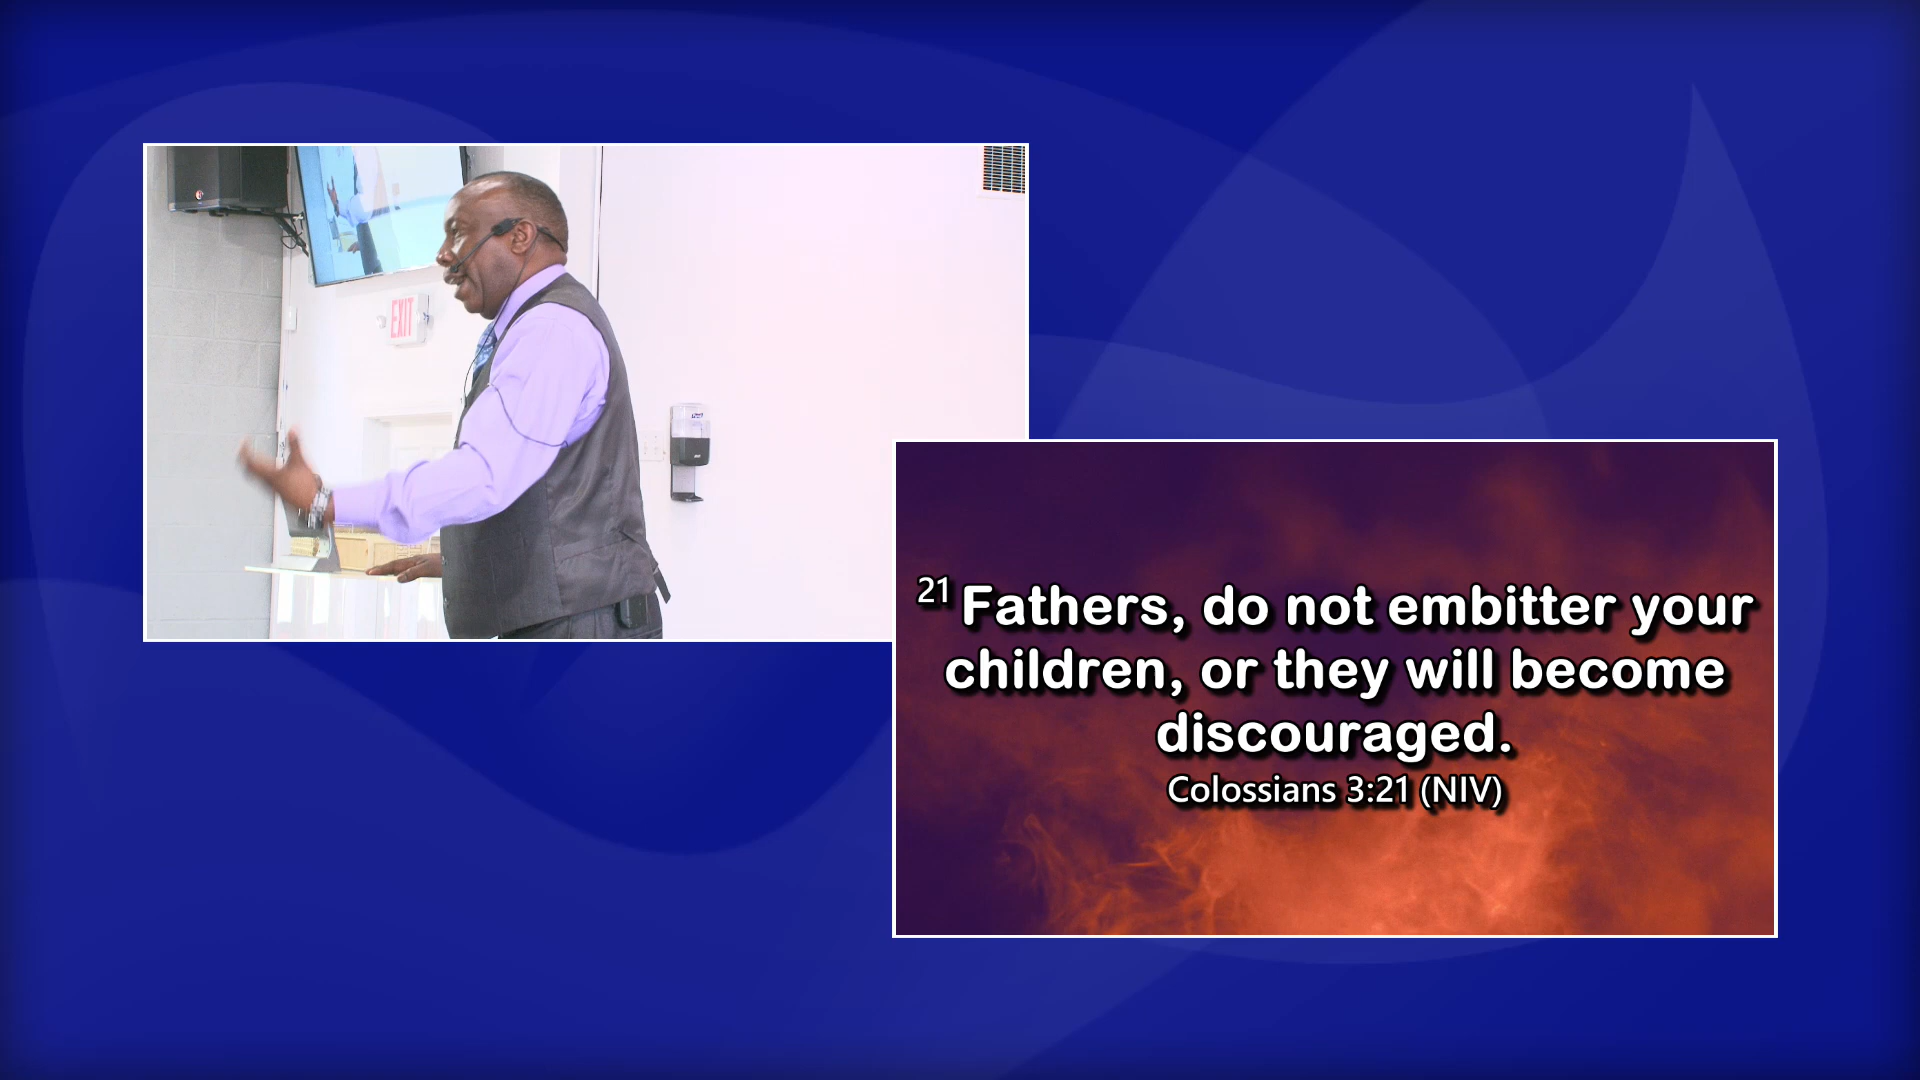 EXIT
21 Fathers, do not embitter your
children, or they will become
discouraged.
Colossians 3:21 (NIV)